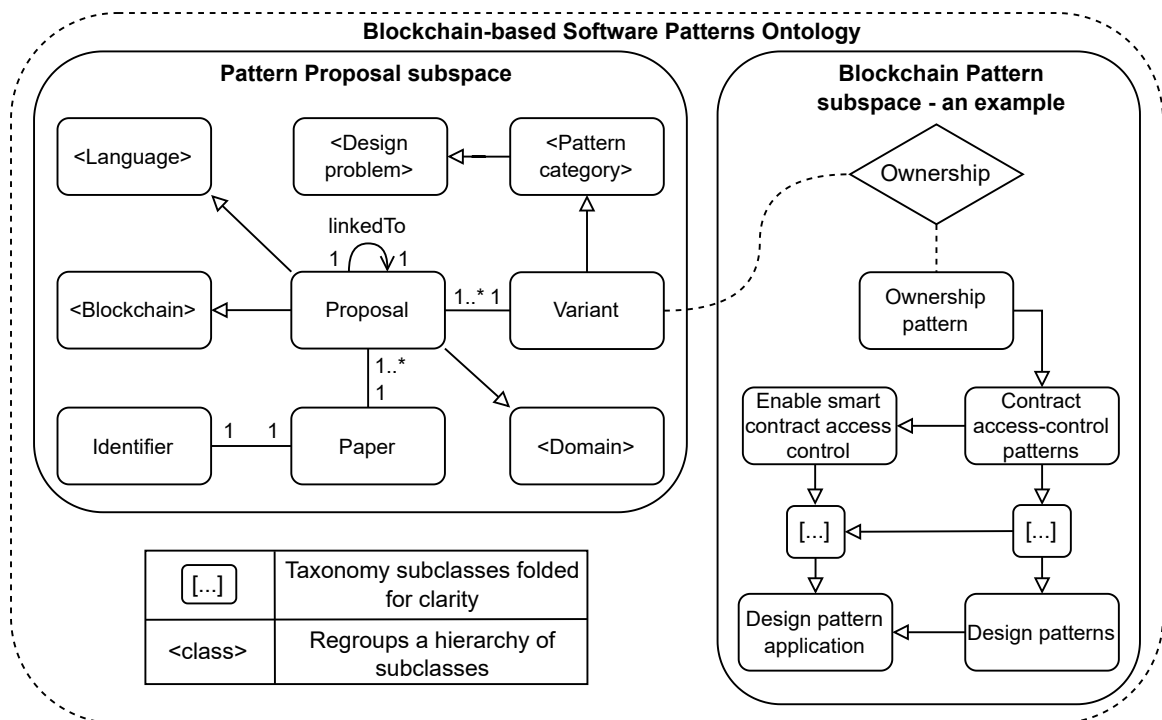 Blockchain-based Software Patterns Ontology
Pattern Proposal subspace
<Language>
<Design
problem>
<Pattern
category>
linkedTo
1
1
<Blockchain>
Proposal
1..*
1
Variant
1..*
1
Identifier
1
1
Paper
<Domain>
[...]
Taxonomy subclasses folded
for clarity
<class>
Regroups a hierarchy of
subclasses
Blockchain Pattern
subspace - an example
Ownership
Ownership
pattern
Enable smart
contract access
control
Contract
access-control
patterns
[...]
[...]
Design pattern
application
Design patterns